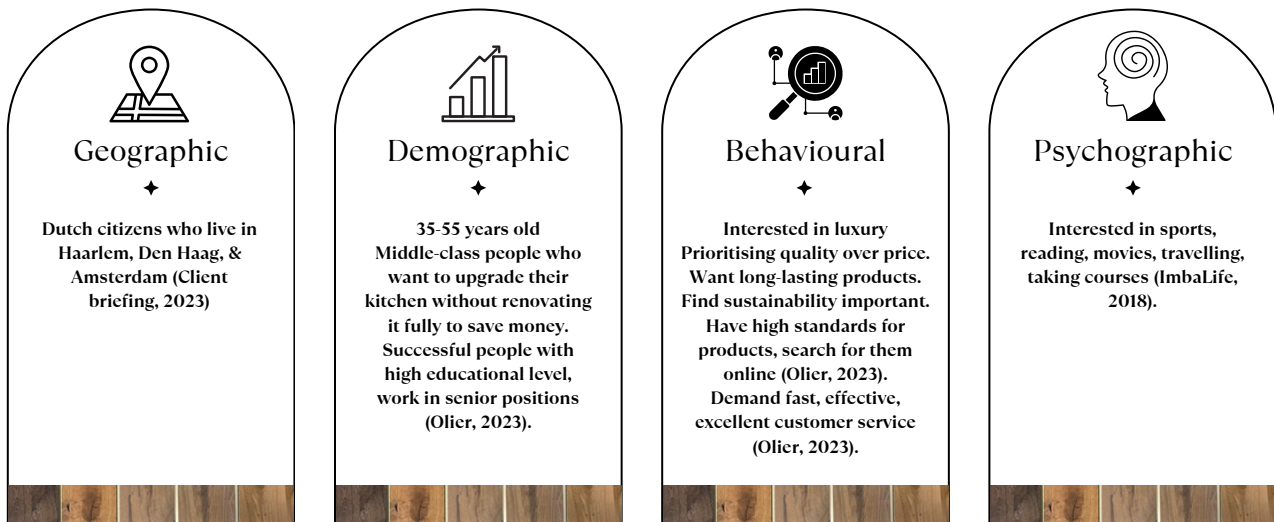 Geographic
Dutch citizens who live in
Haarlem, Den Haag, &
Amsterdam (Client
briefing, 2023)
Demographic
35-55 years old
Middle-class people who
want to upgrade their
kitchen without renovating
it fully to save money.
Successful people with
high educational level,
work in senior positions
(Olier, 2023).
Behavioural
Interested in luxury
Prioritising quality over price.
Want long-lasting products.
Find sustainability important.
Have high standards for
products, search for them
online (Olier, 2023).
Demand fast, effective,
excellent customer service
(Olier, 2023).
Psychographic
Interested in sports,
reading, movies, travelling,
taking courses (ImbaLife,
2018).